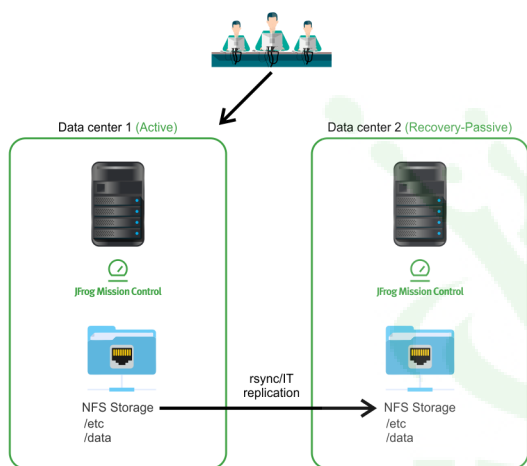 Data center 1 (Active)
Data center 2 (Recovery-Passive)
JFrog Mission Control
JFrog Mission Control
rsync/IT
replication
NFS Storage
/etc
/data
NFS Storage
/etc
/data